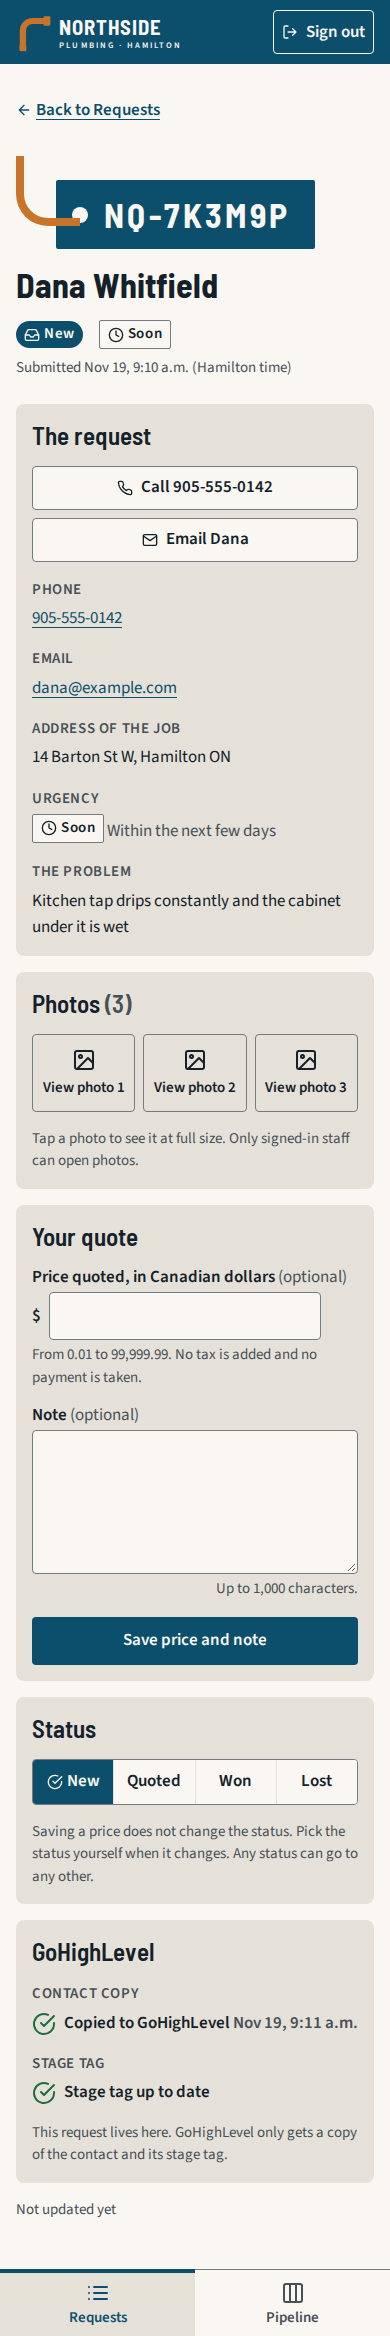 NORTHSIDE
PLUMBING · HAMILTON
Sign out
Back to Requests
NQ-7K3M9P
Dana Whitfield
New
Soon
Submitted Nov 19, 9:10 a.m. (Hamilton time)
The request
Call 905-555-0142
Email Dana
PHONE
905-555-0142
EMAIL
dana@example.com
ADDRESS OF THE JOB
14 Barton St W, Hamilton ON
URGENCY
Soon Within the next few days
THE PROBLEM
Kitchen tap drips constantly and the cabinet
under it is wet
Photos (3)
View photo 1 View photo 2 View photo 3
Tap a photo to see it at full size. Only signed-in staff
can open photos.
Your quote
Price quoted, in Canadian dollars (optional)
$
From 0.01 to 99,999.99. No tax is added and no
payment is taken.
Note (optional)
Up to 1,000 characters.
Save price and note
Status
New Quoted Won Lost
Saving a price does not change the status. Pick the
status yourself when it changes. Any status can go to
any other.
GoHighLevel
CONTACT COPY
Copied to GoHighLevel Nov 19, 9:11 a.m.
STAGE TAG
Stage tag up to date
This request lives here. GoHighLevel only gets a copy
of the contact and its stage tag.
Not updated yet
Requests
Pipeline